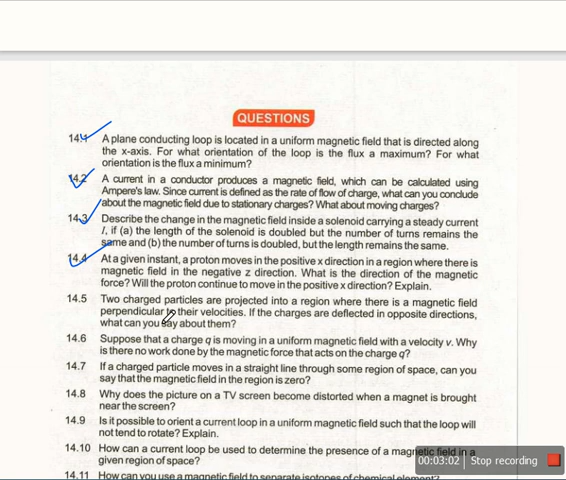 QUESTIONS
14.1 A plane conducting loop is located in a uniform magnetic field that is directed along
the x-axis. For what orientation of the loop is the flux a maximum? For what
orientation is the flux a minimum?
14.2 A current in a conductor produces a magnetic field, which can be calculated using
Ampere's law. Since current is defined as the rate of flow of charge, what can you conclude
about the magnetic field due to stationary charges? What about moving charges?
14.3 Describe the change in the magnetic field inside a solenoid carrying a steady current
I, if (a) the length of the solenoid is doubled but the number of turns remains the
same and (b) the number of turns is doubled, but the length remains the same.
14.4 At a given instant, a proton moves in the positive x direction in a region where there is
magnetic field in the negative z direction. What is the direction of the magnetic
force? Will the proton continue to move in the positive x direction? Explain.
14.5 Two charged particles are projected into a region where there is a magnetic field
perpendicular to their velocities. If the charges are deflected in opposite directions,
what can you say about them?
14.6 Suppose that a charge q is moving in a uniform magnetic field with a velocity v. Why
is there no work done by the magnetic force that acts on the charge q?
14.7 If a charged particle moves in a straight line through some region of space, can you
say that the magnetic field in the region is zero?
14.8 Why does the picture on a TV screen become distorted when a magnet is brought
near the screen?
14.9 Is it possible to orient a current loop in a uniform magnetic field such that the loop will
not tend to rotate? Explain.
14.10 How can a current loop be used to determine the presence of a magnetic field in a
given region of space?
14.11 How can you use a magnetic field to separate isotopes of chemical element?
00:03:02 Stop recording